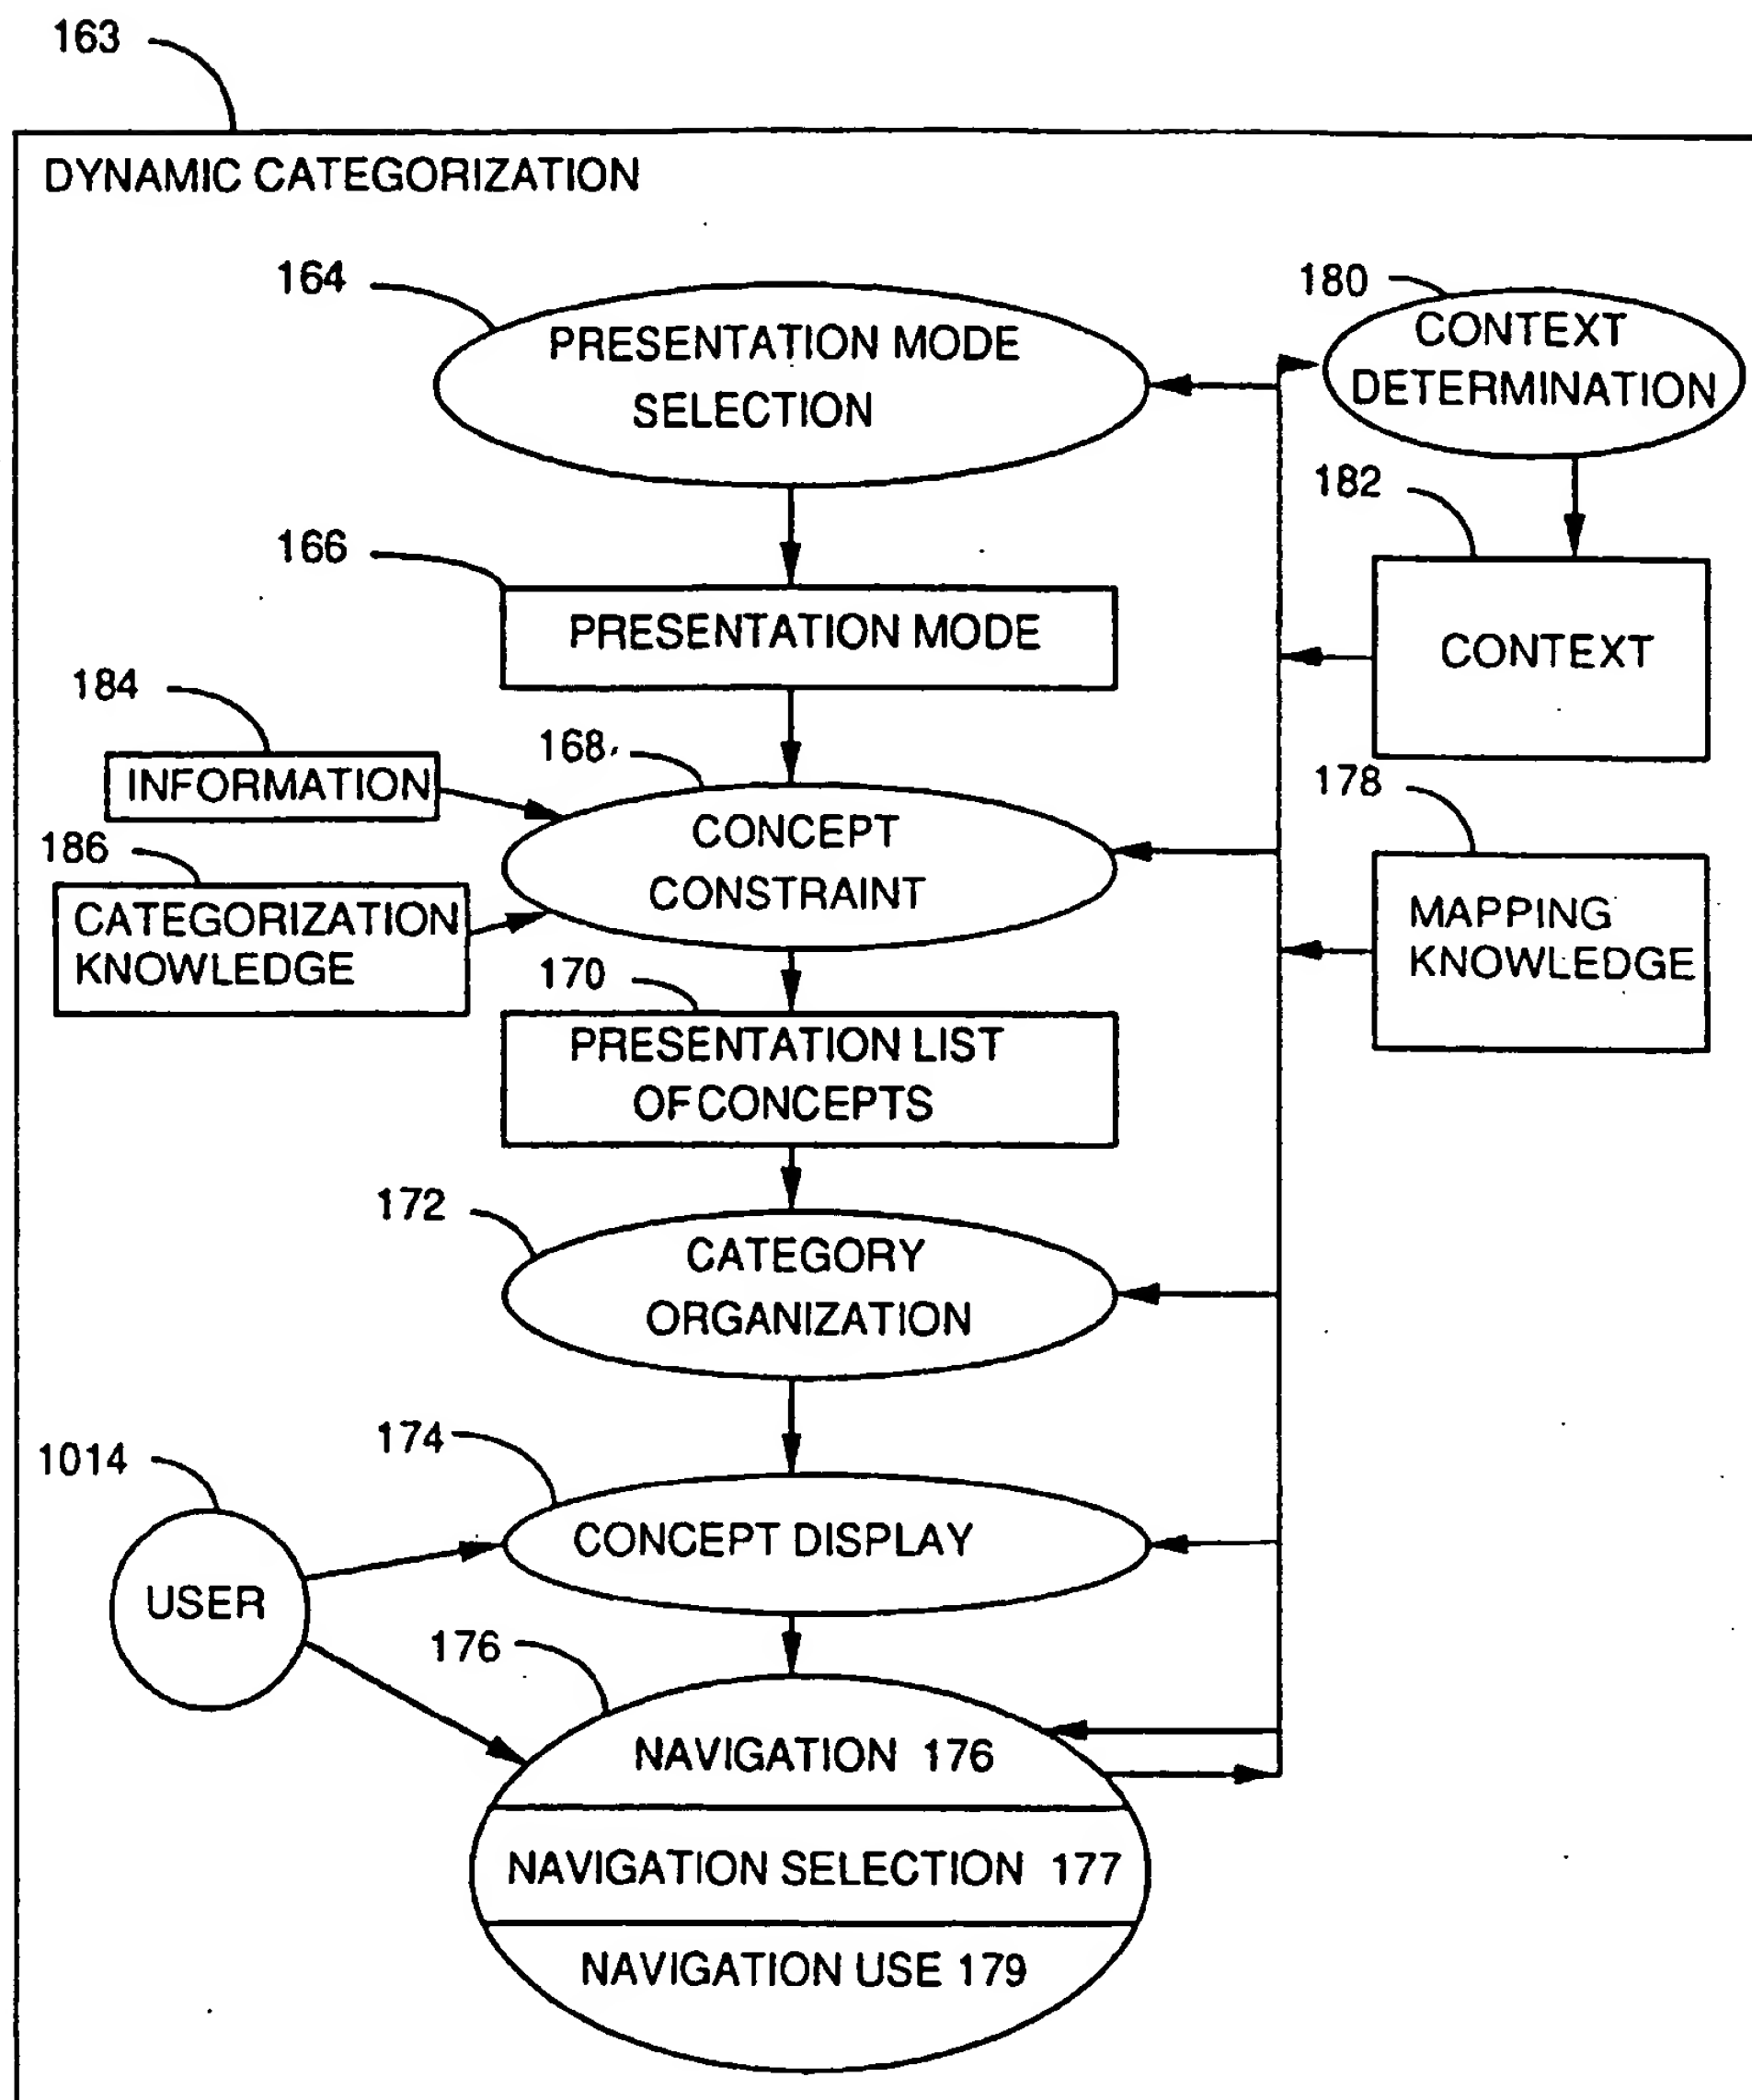 163
DYNAMIC CATEGORIZATION
164
PRESENTATION MODE
SELECTION
180
CONTEXT
DETERMINATION
182
166
PRESENTATION MODE
CONTEXT
184
INFORMATION
168
CONCEPT
CONSTRAINT
178
186
CATEGORIZATION
KNOWLEDGE
MAPPING
KNOWLEDGE
170
PRESENTATION LIST
OF CONCEPTS
172
CATEGORY
ORGANIZATION
174
1014
CONCEPT DISPLAY
USER
176
NAVIGATION 176
NAVIGATION SELECTION 177
NAVIGATION USE 179